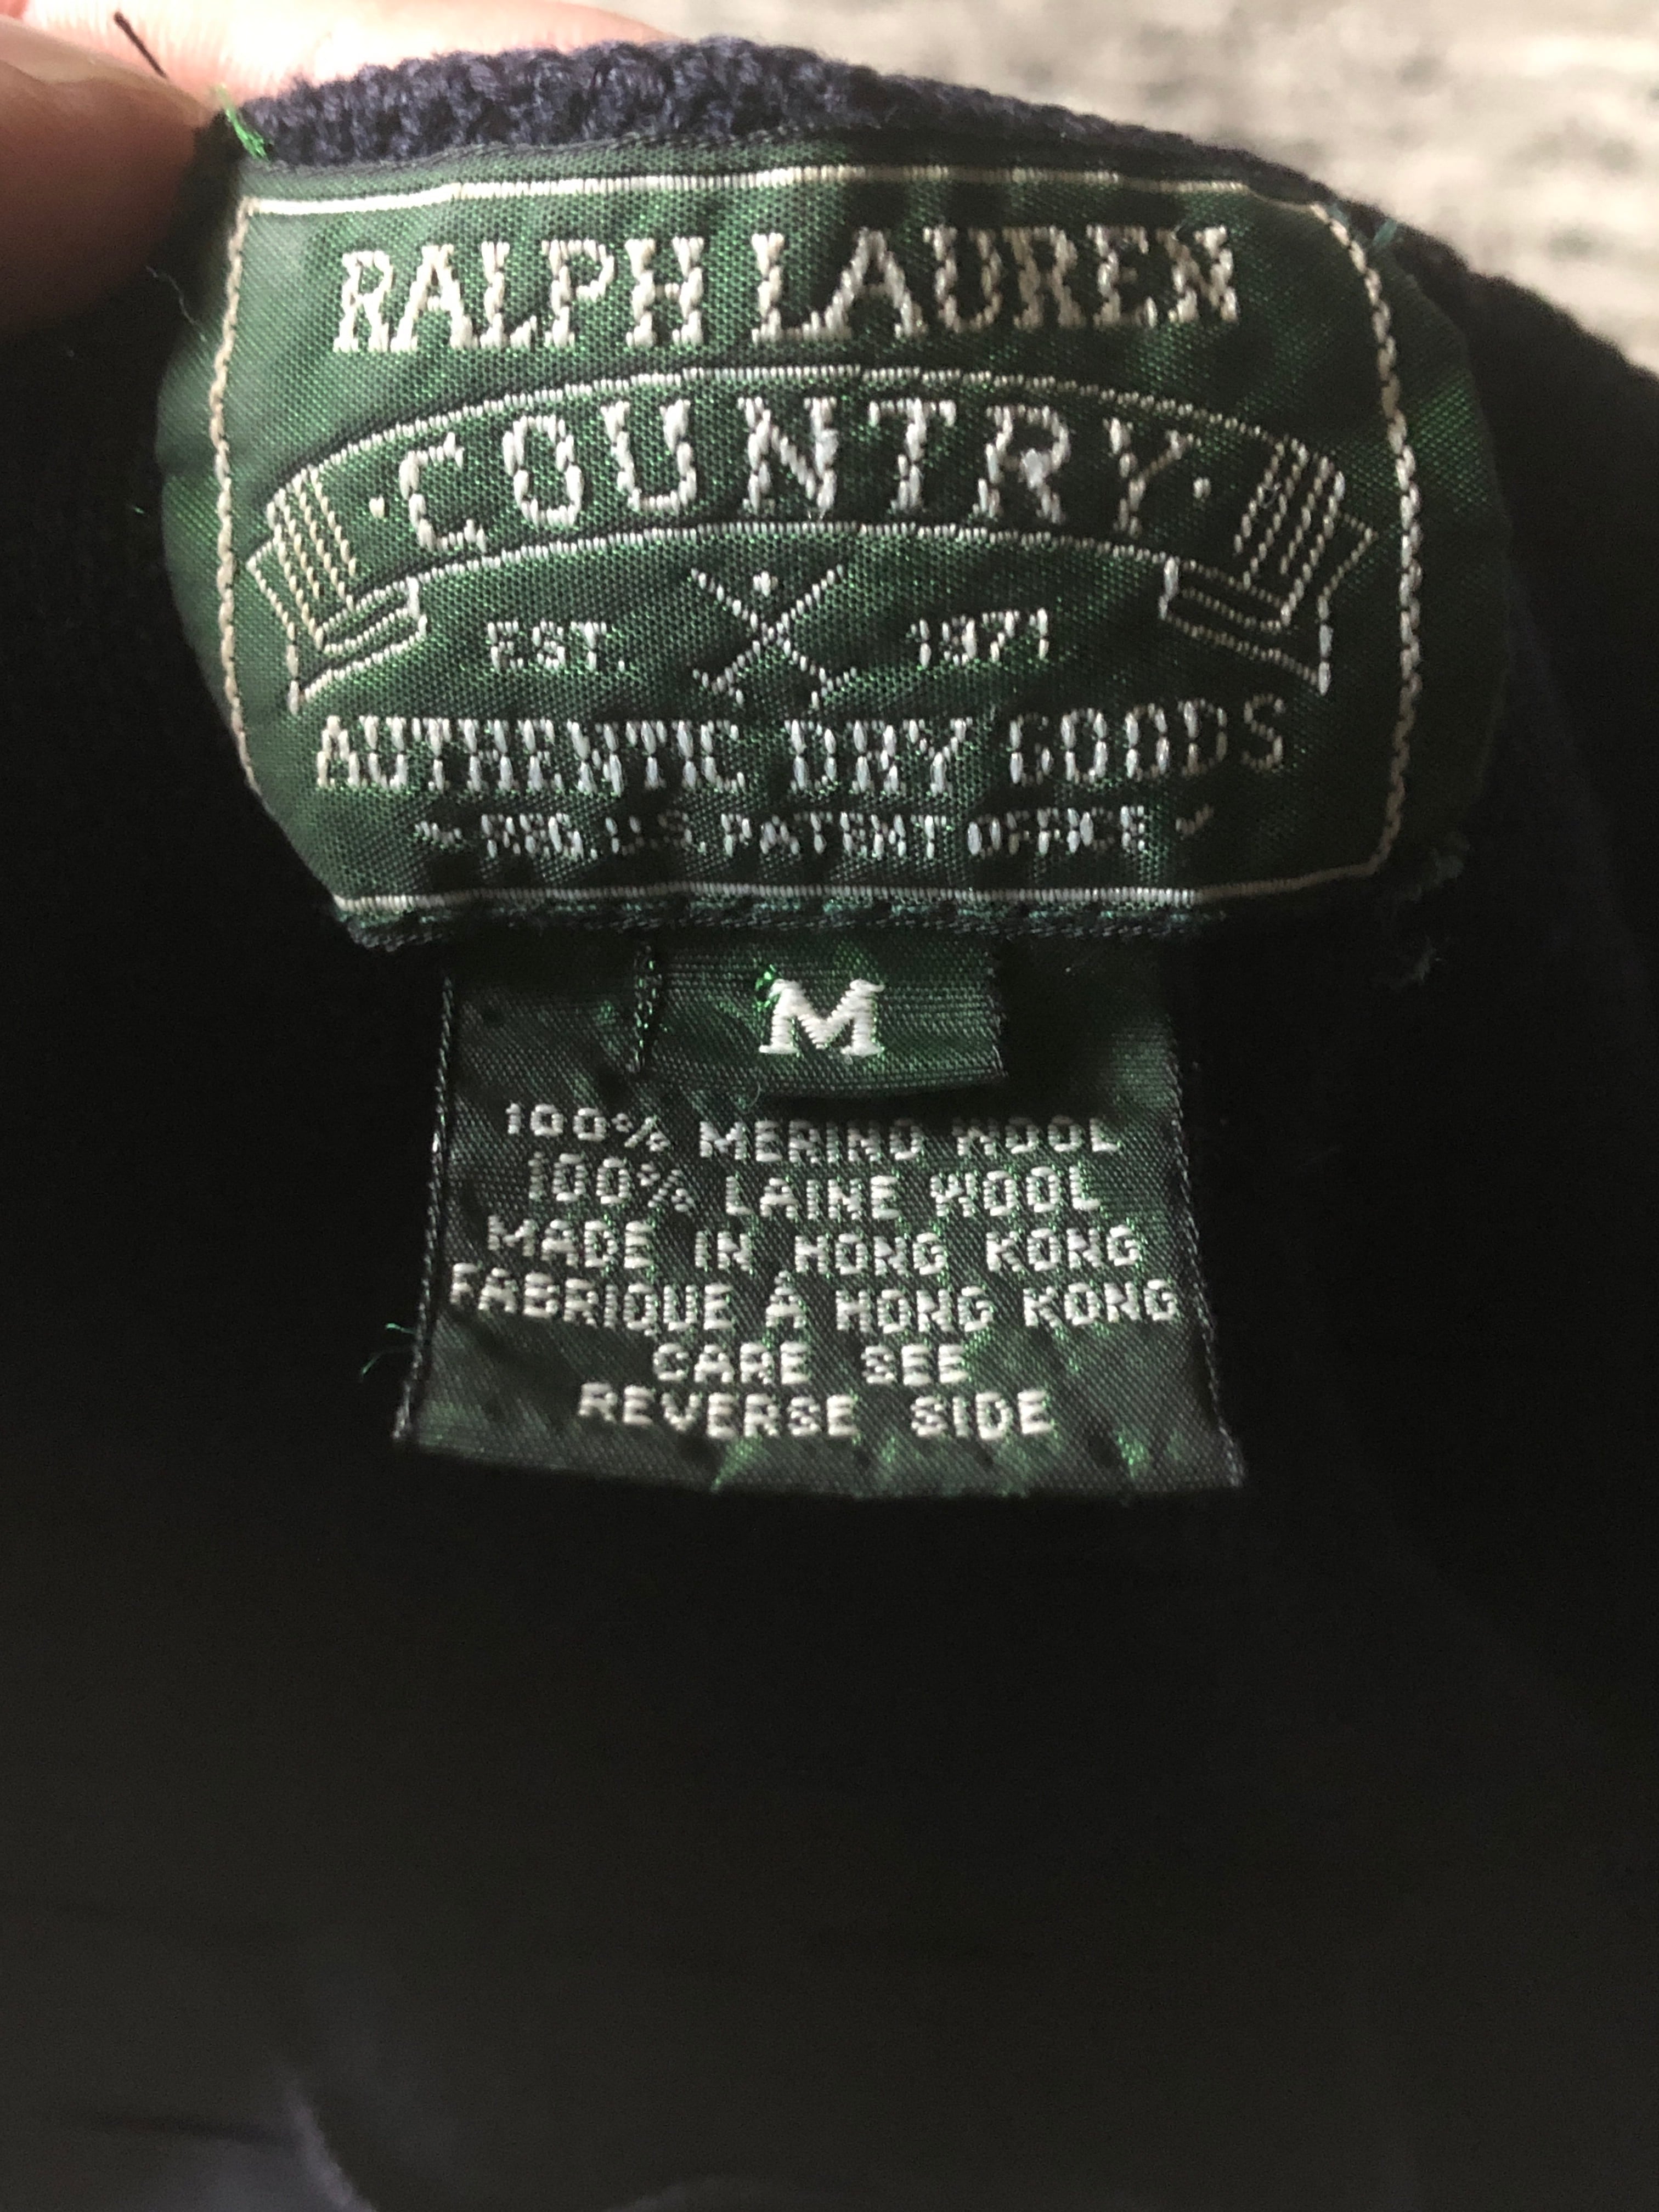 RALPH LAUREN
·COUNTRY·
EST. 1971
AUTHENTIC DRY GOODS
REG. U.S. PATENT OFFICE
M
100% MERINO WOOL
100% LAINE WOOL
MADE IN HONG KONG
FABRIQUE Â HONG KONG
CARE SEE
REVERSE SIDE